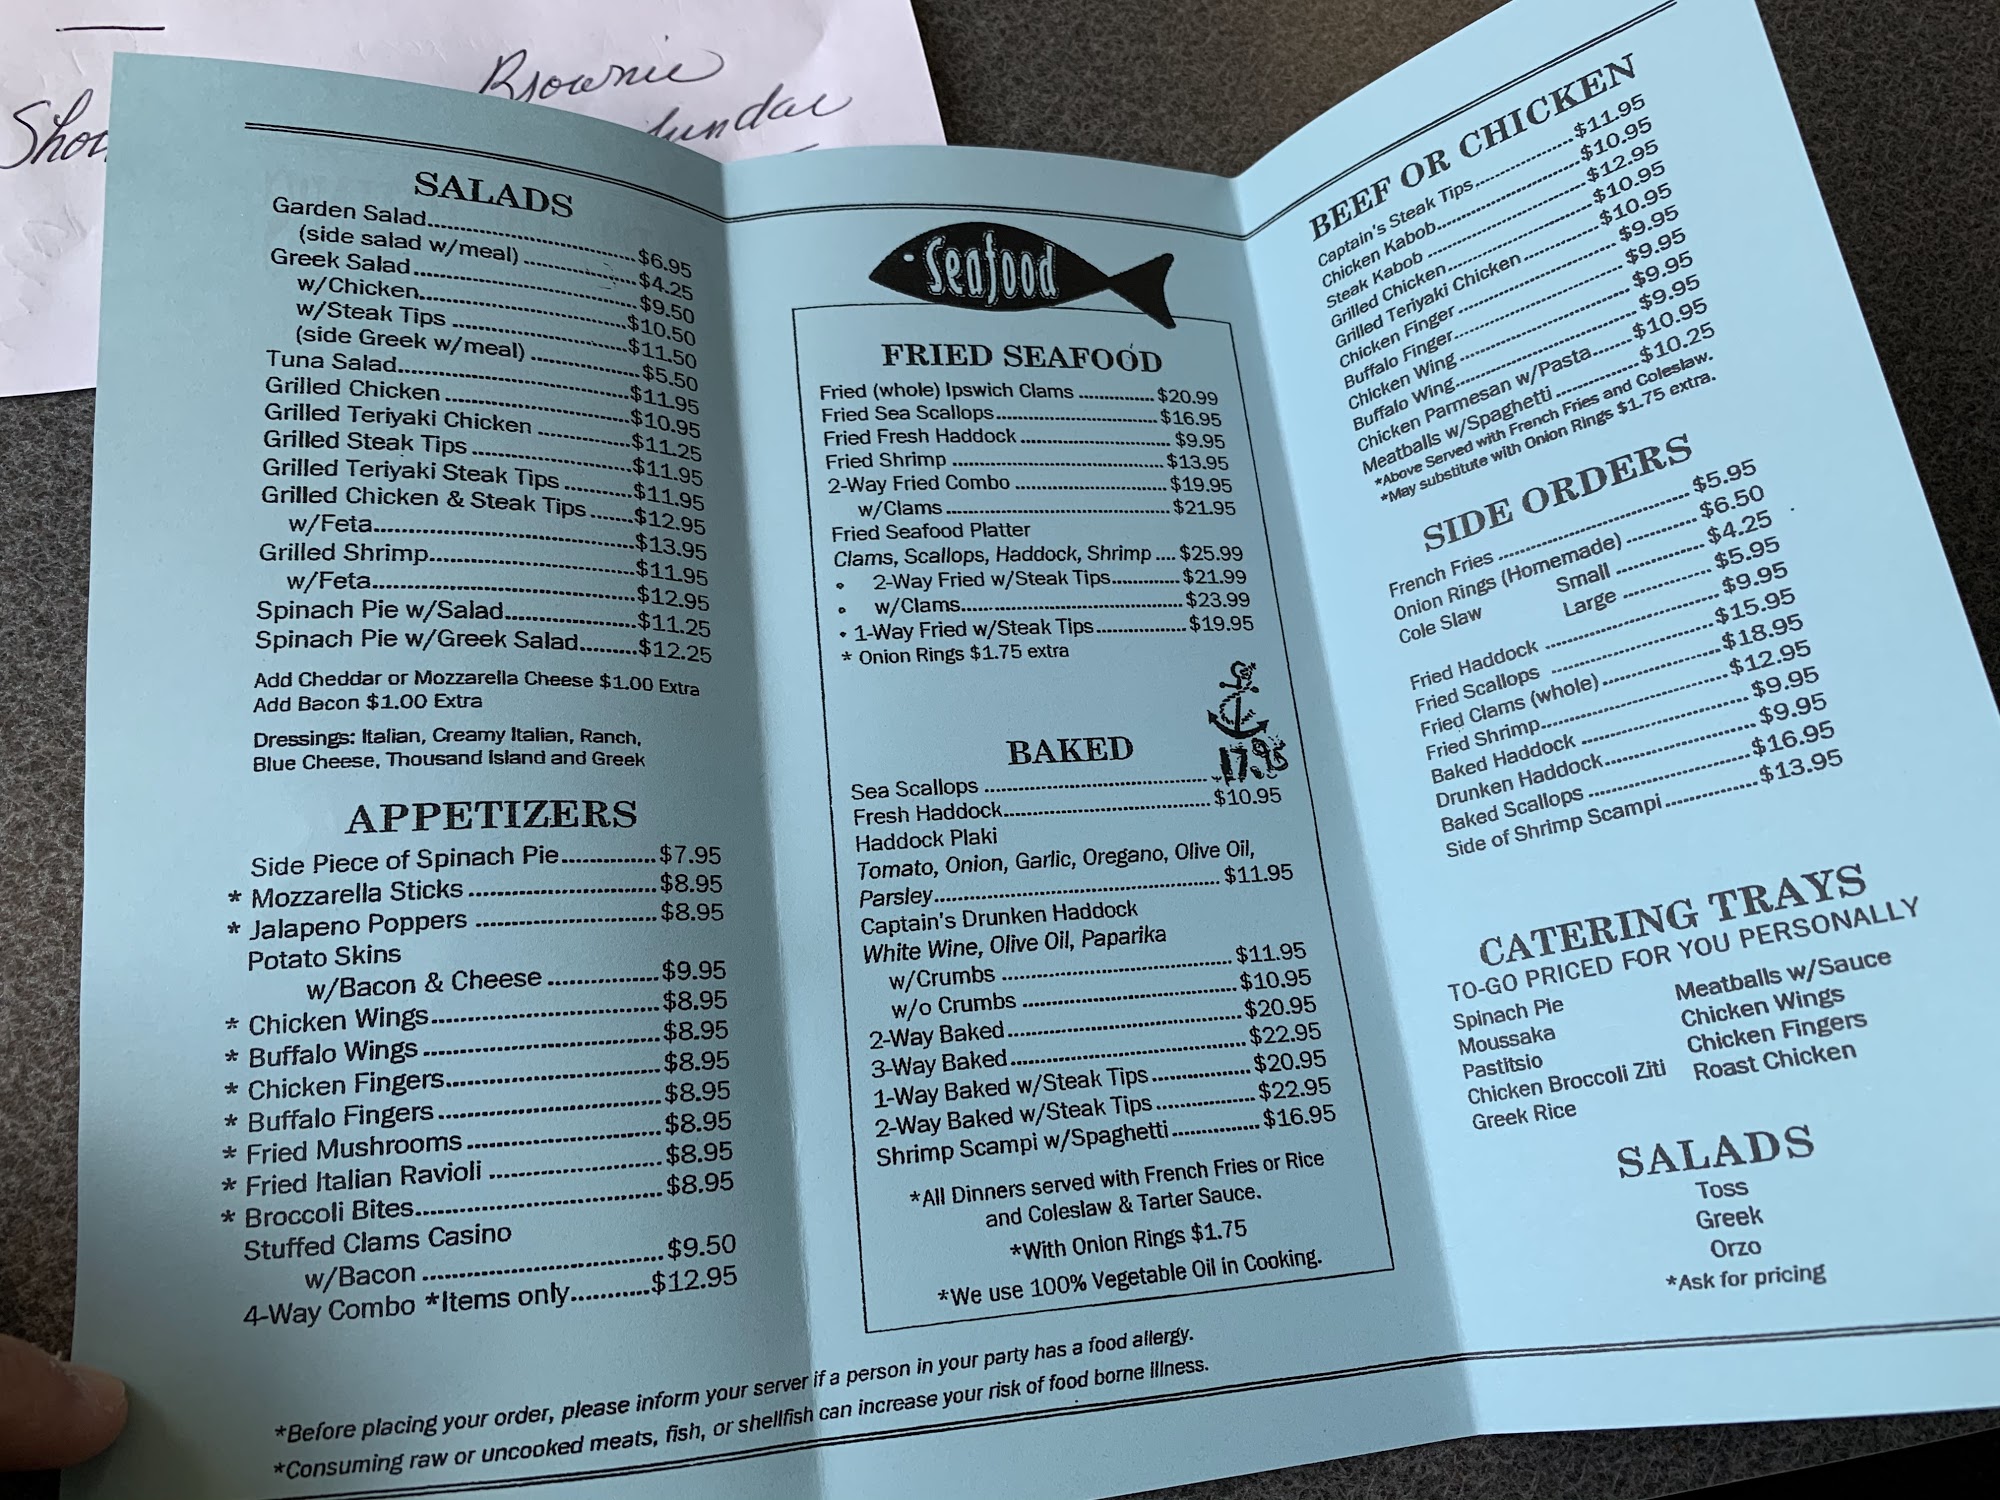 Brownie
Sho
Sundae
SALADS
Garden Salad..........$6.95
(side salad w/meal)..........$4.25
Greek Salad..........$9.50
w/Chicken..........$10.50
w/Steak Tips..........$11.50
(side Greek w/meal)..........$5.50
Tuna Salad..........$11.95
Grilled Chicken..........$10.95
Grilled Teriyaki Chicken..........$11.25
Grilled Steak Tips..........$11.95
Grilled Teriyaki Steak Tips..........$11.95
Grilled Chicken & Steak Tips.......$12.95
w/Feta..........$13.95
Grilled Shrimp..........$11.95
w/Feta..........$12.95
Spinach Pie w/Salad..........$11.25
Spinach Pie w/Greek Salad.........$12.25
Add Cheddar or Mozzarella Cheese $1.00 Extra
Add Bacon $1.00 Extra
Dressings: Italian, Creamy Italian, Ranch,
Blue Cheese, Thousand Island and Greek
APPETIZERS
Side Piece of Spinach Pie..............$7.95
* Mozzarella Sticks..........$8.95
* Jalapeno Poppers..........$8.95
Potato Skins
w/Bacon & Cheese..........$9.95
* Chicken Wings..........$8.95
* Buffalo Wings..........$8.95
* Chicken Fingers..........$8.95
* Buffalo Fingers..........$8.95
* Fried Mushrooms..........$8.95
* Fried Italian Ravioli..........$8.95
* Broccoli Bites..........$8.95
Stuffed Clams Casino
w/Bacon..........$9.50
4-Way Combo *Items only...........$12.95
Seafood
FRIED SEAFOOD
Fried (whole) Ipswich Clams..........$20.99
Fried Sea Scallops..........$16.95
Fried Fresh Haddock..........$9.95
Fried Shrimp..........$13.95
2-Way Fried Combo..........$19.95
w/Clams..........$21.95
Fried Seafood Platter
Clams, Scallops, Haddock, Shrimp....$25.99
• 2-Way Fried w/Steak Tips..........$21.99
• w/Clams..........$23.99
• 1-Way Fried w/Steak Tips..........$19.95
* Onion Rings $1.75 extra
BAKED
Sea Scallops..........17.95
Fresh Haddock..........$10.95
Haddock Plaki
Tomato, Onion, Garlic, Oregano, Olive Oil,
Parsley..........$11.95
Captain's Drunken Haddock
White Wine, Olive Oil, Paparika
w/Crumbs..........$11.95
w/o Crumbs..........$10.95
2-Way Baked..........$20.95
3-Way Baked..........$22.95
1-Way Baked w/Steak Tips..........$20.95
2-Way Baked w/Steak Tips..........$22.95
Shrimp Scampi w/Spaghetti..........$16.95
*All Dinners served with French Fries or Rice
and Coleslaw & Tarter Sauce.
*With Onion Rings $1.75
*We use 100% Vegetable Oil in Cooking.
BEEF OR CHICKEN
Captain's Steak Tips..........$11.95
Chicken Kabob..........$10.95
Steak Kabob..........$12.95
Grilled Chicken..........$10.95
Grilled Teriyaki Chicken..........$10.95
Chicken Finger..........$9.95
Buffalo Finger..........$9.95
Chicken Wing..........$9.95
Buffalo Wing..........$9.95
Chicken Parmesan w/Pasta.......$10.95
Meatballs w/Spaghetti..........$10.25
*Above Served with French Fries and Coleslaw.
*May substitute with Onion Rings $1.75 extra.
SIDE ORDERS
French Fries..........$5.95
Onion Rings (Homemade)..........$6.50
Cole Slaw Small..........$4.25
Large..........$5.95
Fried Haddock..........$9.95
Fried Scallops..........$15.95
Fried Clams (whole)..........$18.95
Fried Shrimp..........$12.95
Baked Haddock..........$9.95
Drunken Haddock..........$9.95
Baked Scallops..........$16.95
Side of Shrimp Scampi..........$13.95
CATERING TRAYS
TO-GO PRICED FOR YOU PERSONALLY
Spinach Pie
Moussaka
Pastitsio
Chicken Broccoli Ziti
Greek Rice
Meatballs w/Sauce
Chicken Wings
Chicken Fingers
Roast Chicken
SALADS
Toss
Greek
Orzo
*Ask for pricing
*Before placing your order, please inform your server if a person in your party has a food allergy.
*Consuming raw or uncooked meats, fish, or shellfish can increase your risk of food borne illness.